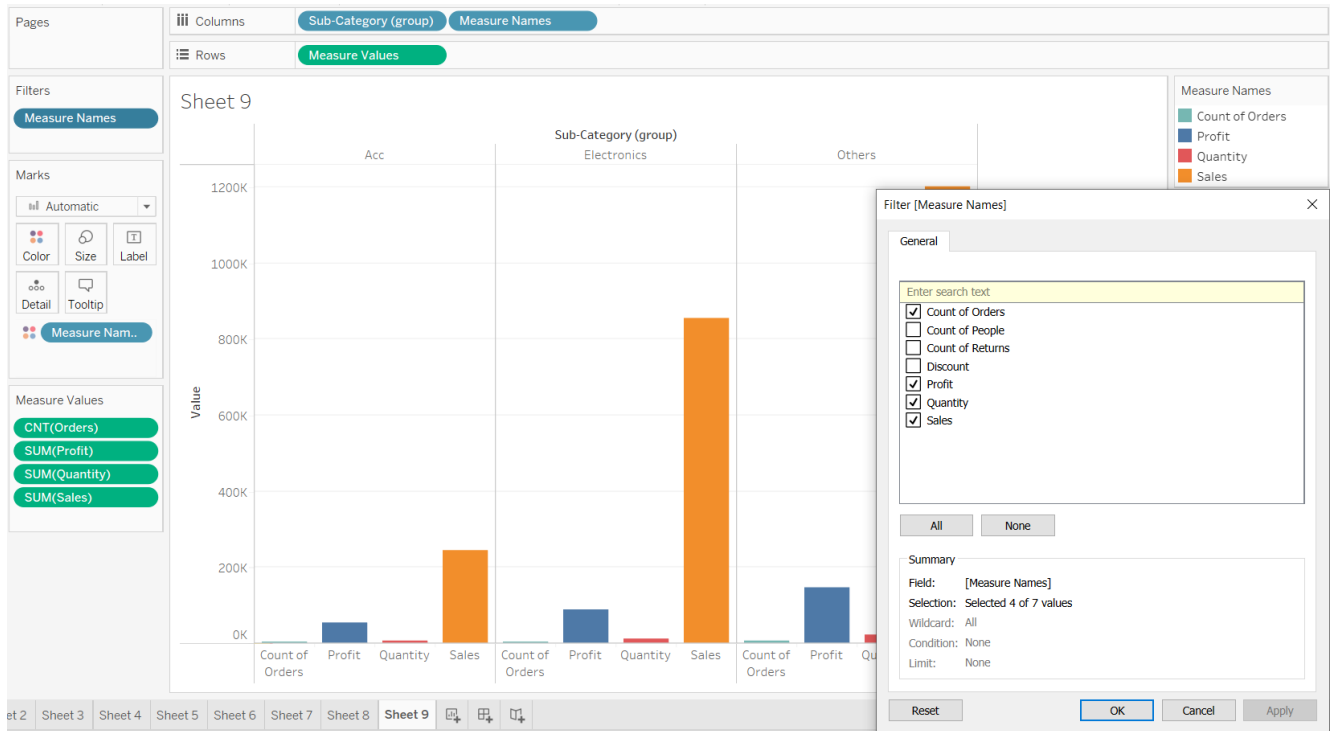 Pages
Columns
Sub-Category (group)
Measure Names
Rows
Measure Values
Filters
Measure Names
Marks
Automatic
Color
Size
Label
Detail
Tooltip
Measure Nam..
Measure Values
CNT(Orders)
SUM(Profit)
SUM(Quantity)
SUM(Sales)
Sheet 9
Sub-Category (group)
Acc
Electronics
Others
Value
1200K
1000K
800K
600K
400K
200K
0K
Count of
Orders
Profit
Quantity
Sales
Count of
Orders
Profit
Quantity
Sales
Count of
Orders
Profit
Qu
Measure Names
Count of Orders
Profit
Quantity
Sales
Filter [Measure Names]
General
Enter search text
Count of Orders
Count of People
Count of Returns
Discount
Profit
Quantity
Sales
All
None
Summary
Field: [Measure Names]
Selection: Selected 4 of 7 values
Wildcard: All
Condition: None
Limit: None
Reset
OK
Cancel
Apply
et 2
Sheet 3
Sheet 4
Sheet 5
Sheet 6
Sheet 7
Sheet 8
Sheet 9